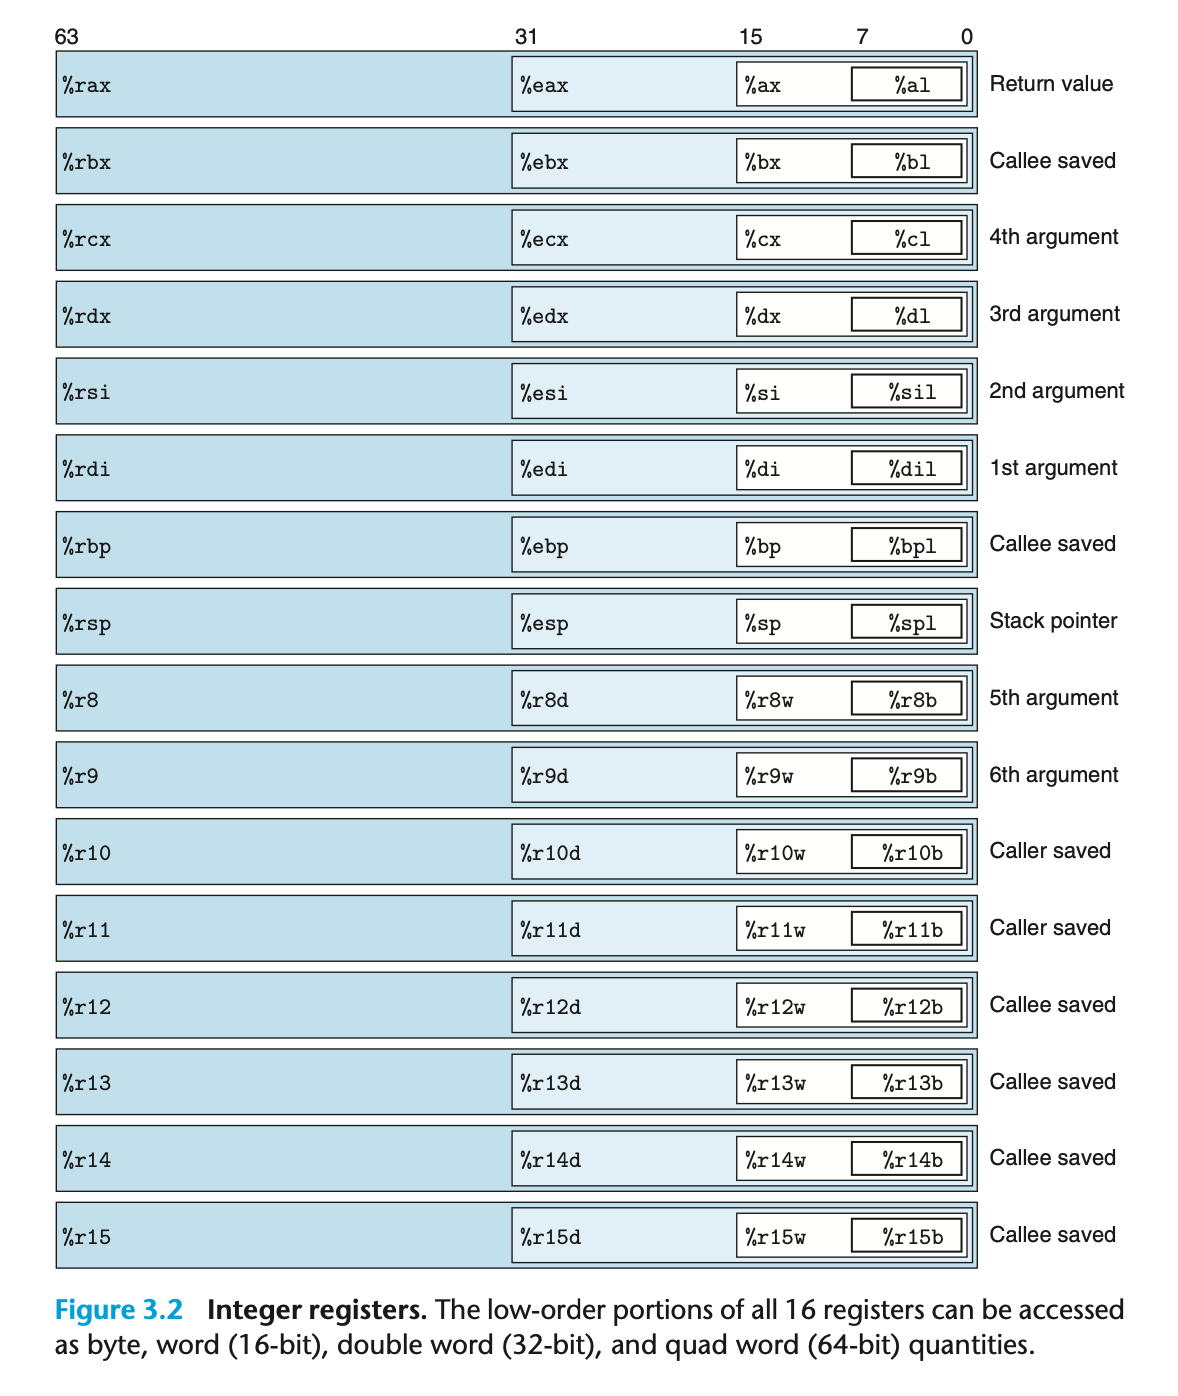 63 31 15 7 0
%rax %eax %ax %al Return value
%rbx %ebx %bx %bl Callee saved
%rcx %ecx %cx %cl 4th argument
%rdx %edx %dx %dl 3rd argument
%rsi %esi %si %sil 2nd argument
%rdi %edi %di %dil 1st argument
%rbp %ebp %bp %bpl Callee saved
%rsp %esp %sp %spl Stack pointer
%r8 %r8d %r8w %r8b 5th argument
%r9 %r9d %r9w %r9b 6th argument
%r10 %r10d %r10w %r10b Caller saved
%r11 %r11d %r11w %r11b Caller saved
%r12 %r12d %r12w %r12b Callee saved
%r13 %r13d %r13w %r13b Callee saved
%r14 %r14d %r14w %r14b Callee saved
%r15 %r15d %r15w %r15b Callee saved
Figure 3.2 Integer registers. The low-order portions of all 16 registers can be accessed
as byte, word (16-bit), double word (32-bit), and quad word (64-bit) quantities.